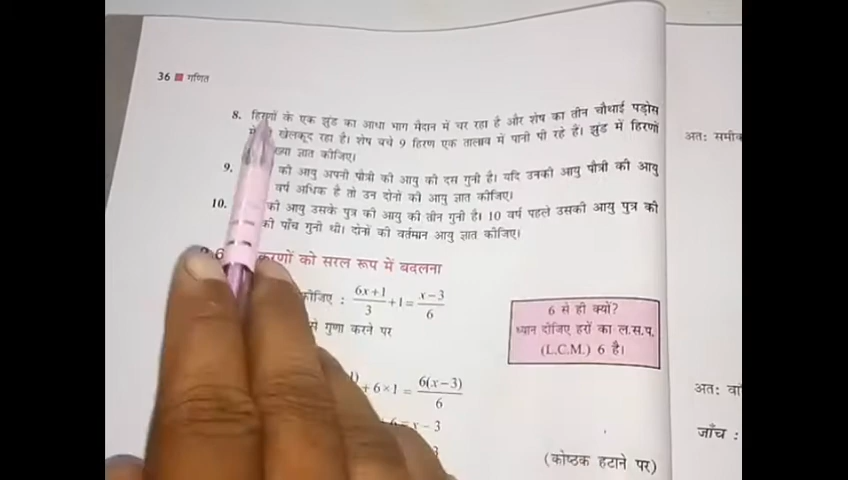 36 गणित
8. हिरणों के एक झुंड का आधा भाग मैदान में चर रहा है और शेष का तीन चौथाई पड़ोस
खेलकूद रहा है। शेष बचे 9 हिरण एक तालाब में पानी पी रहे हैं। झुंड में हिरणों
ज्ञात कीजिए।
9. की आयु अपनी पौत्री की आयु की दस गुनी है। यदि उनकी आयु पौत्री की आयु
वर्ष अधिक है तो उन दोनों की आयु ज्ञात कीजिए।
10. की आयु उसके पुत्र की आयु की तीन गुनी है। 10 वर्ष पहले उसकी आयु पुत्र की
की पाँच गुनी थी। दोनों की वर्तमान आयु ज्ञात कीजिए।
को सरल रूप में बदलना
: (6x+1)/3 + 1 = (x-3)/6
से गुणा करने पर
+ 6×1 = 6(x-3)/6
= x - 3
(कोष्ठक हटाने पर)
6 से ही क्यों?
ध्यान दीजिए हरों का ल.स.प.
(L.C.M.) 6 है।
अतः
अतः
जाँच :